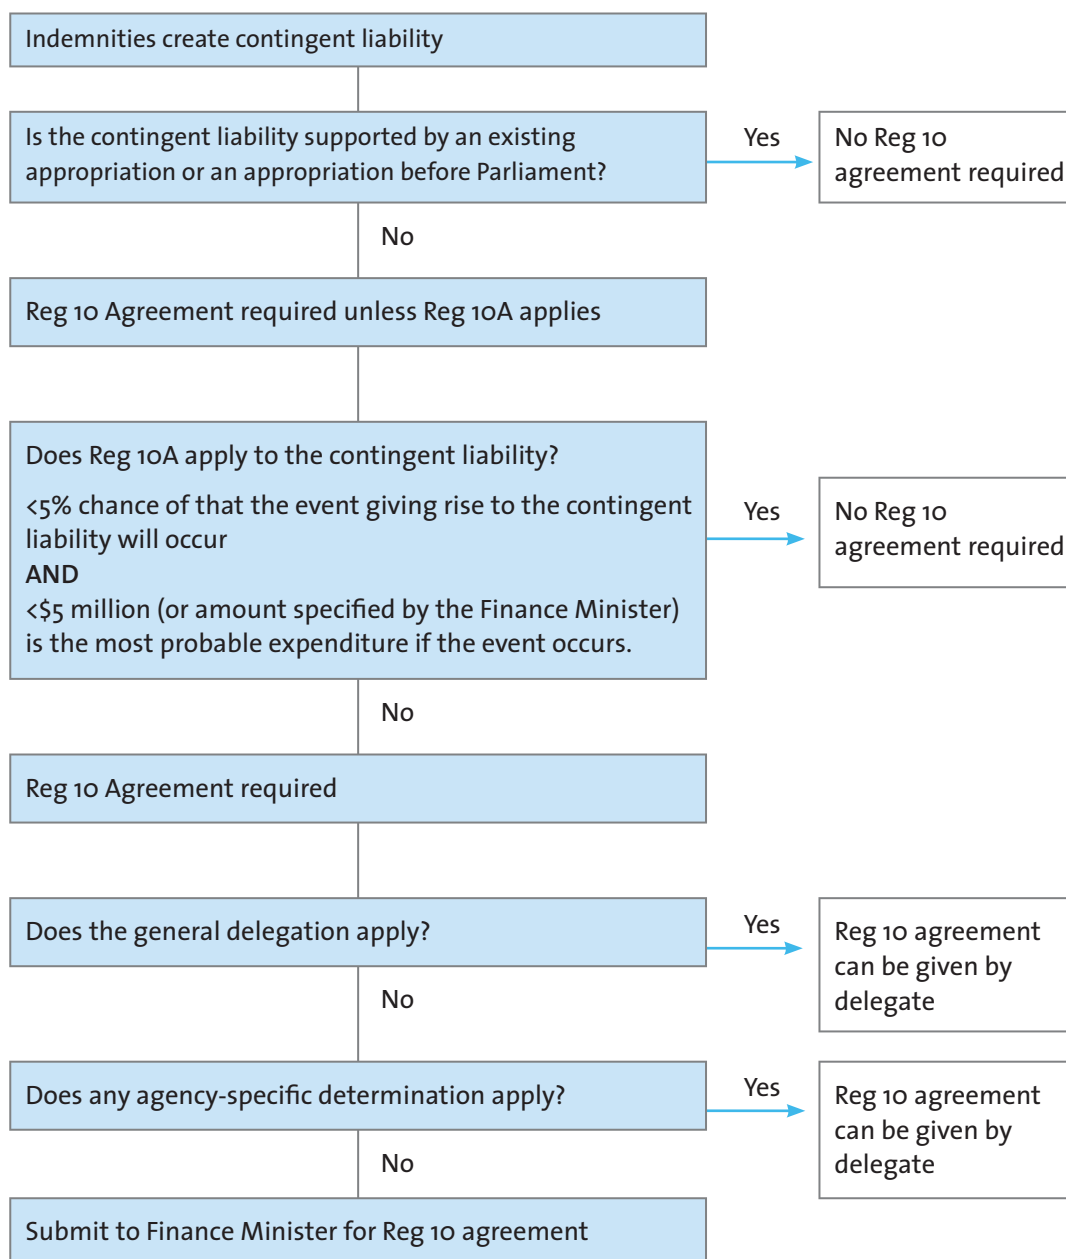 Indemnities create contingent liability
Is the contingent liability supported by an existing
appropriation or an appropriation before Parliament?
Yes
No Reg 10
agreement required
No
Reg 10 Agreement required unless Reg 10A applies
Does Reg 10A apply to the contingent liability?
<5% chance of that the event giving rise to the contingent
liability will occur
AND
<$5 million (or amount specified by the Finance Minister)
is the most probable expenditure if the event occurs.
Yes
No Reg 10
agreement required
No
Reg 10 Agreement required
Does the general delegation apply?
Yes
Reg 10 agreement
can be given by
delegate
No
Does any agency-specific determination apply?
Yes
Reg 10 agreement
can be given by
delegate
No
Submit to Finance Minister for Reg 10 agreement